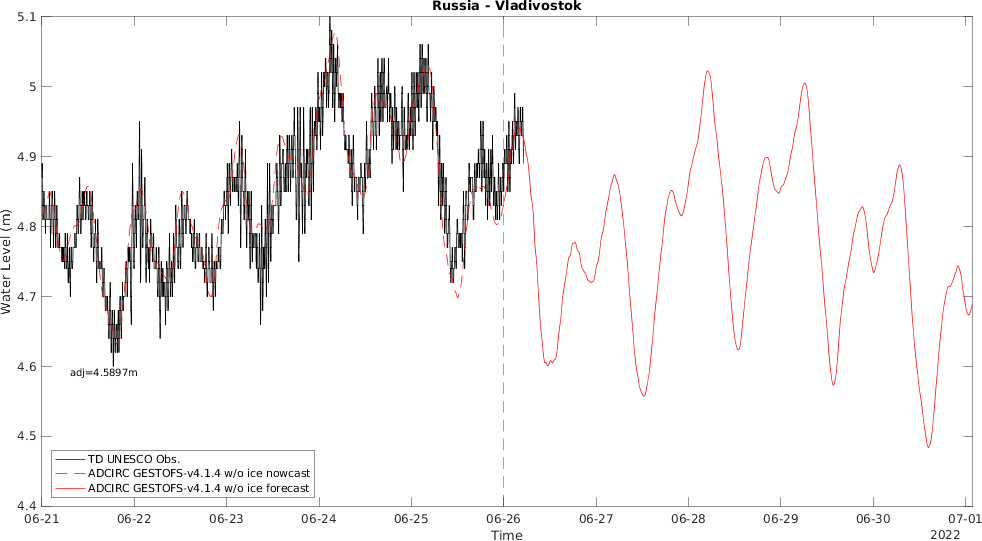 Russia - Vladivostok
5.1
5
4.9
4.8
4.7
4.6
4.5
4.4
Water Level (m)
adj=4.5897m
TD UNESCO Obs.
ADCIRC GESTOFS-v4.1.4 w/o ice nowcast
ADCIRC GESTOFS-v4.1.4 w/o ice forecast
06-21 06-22 06-23 06-24 06-25 06-26 06-27 06-28 06-29 06-30 07-01
Time
2022